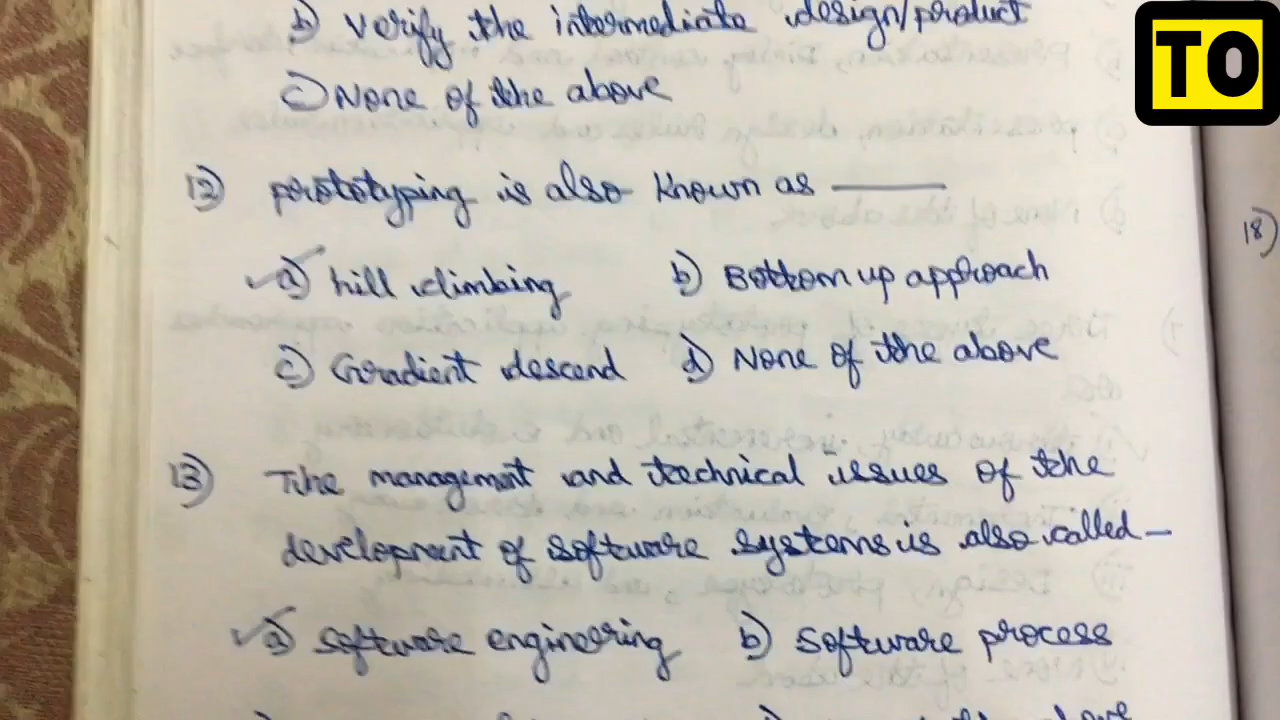 b) Verify the intermediate design/product
c) None of the above
TO
12) prototyping is also known as ———
a) hill climbing b) Bottom up approach
c) Gradient descend d) None of the above
18)
13) The management and technical issues of the
development of software systems is also called —
a) software engineering b) software process